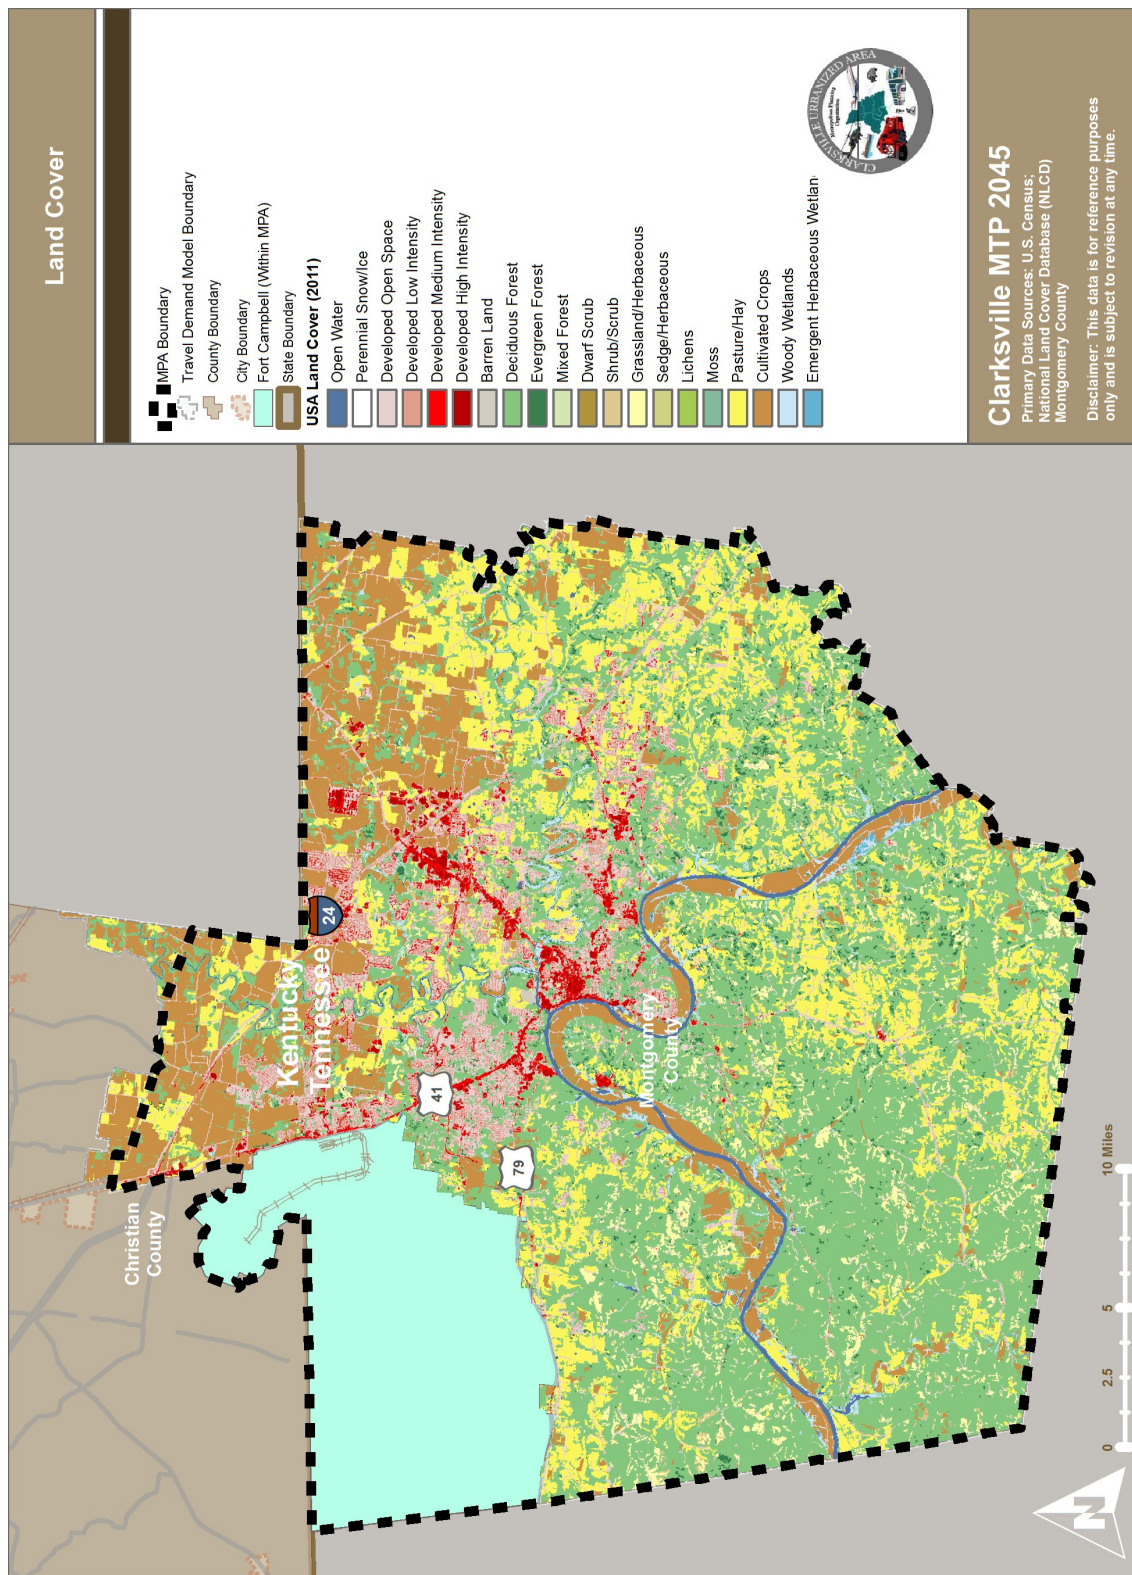 Land Cover
MPA Boundary
Travel Demand Model Boundary
County Boundary
City Boundary
Fort Campbell (Within MPA)
State Boundary
USA Land Cover (2011)
Open Water
Perennial Snow/Ice
Developed Open Space
Developed Low Intensity
Developed Medium Intensity
Developed High Intensity
Barren Land
Deciduous Forest
Evergreen Forest
Mixed Forest
Dwarf Scrub
Shrub/Scrub
Grassland/Herbaceous
Sedge/Herbaceous
Lichens
Moss
Pasture/Hay
Cultivated Crops
Woody Wetlands
Emergent Herbaceous Wetlan
CLARKSVILLE URBANIZED AREA
Metropolitan Planning
Organization
Clarksville MTP 2045
Primary Data Sources: U.S. Census;
National Land Cover Database (NLCD)
Montgomery County
Disclaimer: This data is for reference purposes
only and is subject to revision at any time.
Christian
County
Kentucky
Tennessee
24
41
79
Montgomery
County
0 2.5 5 10 Miles
N